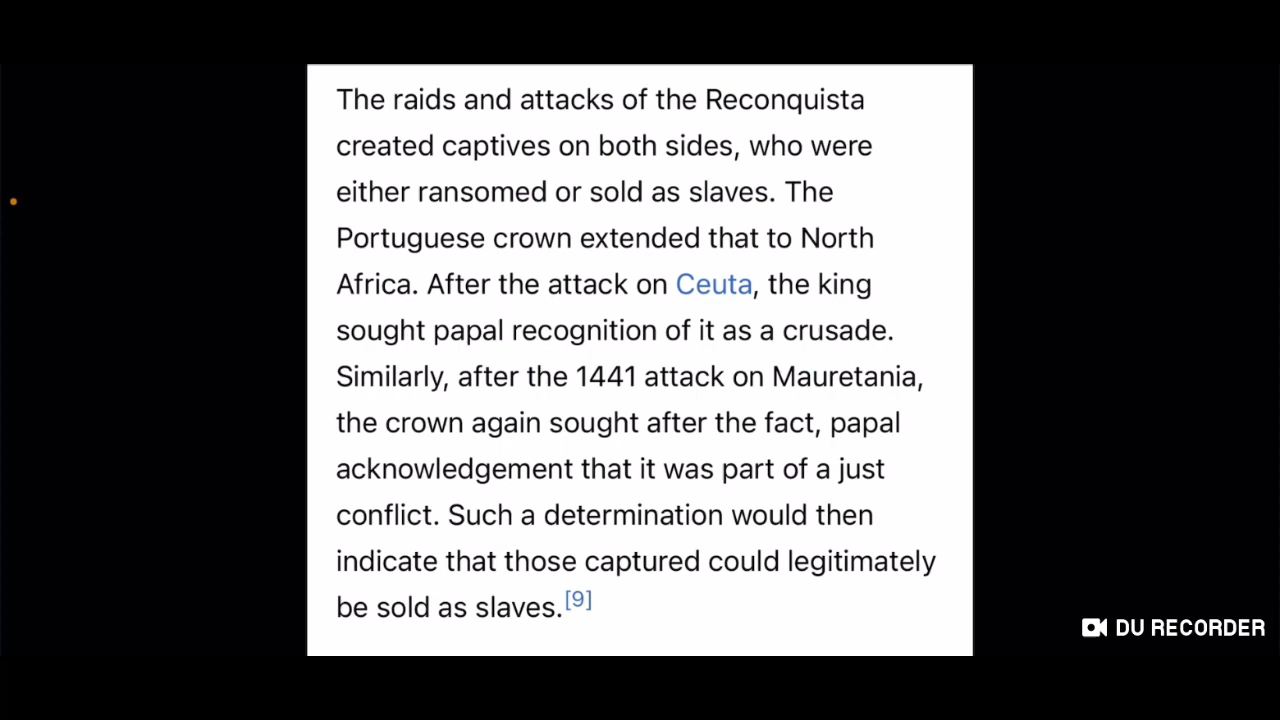 The raids and attacks of the Reconquista
created captives on both sides, who were
either ransomed or sold as slaves. The
Portuguese crown extended that to North
Africa. After the attack on Ceuta, the king
sought papal recognition of it as a crusade.
Similarly, after the 1441 attack on Mauretania,
the crown again sought after the fact, papal
acknowledgement that it was part of a just
conflict. Such a determination would then
indicate that those captured could legitimately
be sold as slaves.[9]
DU RECORDER